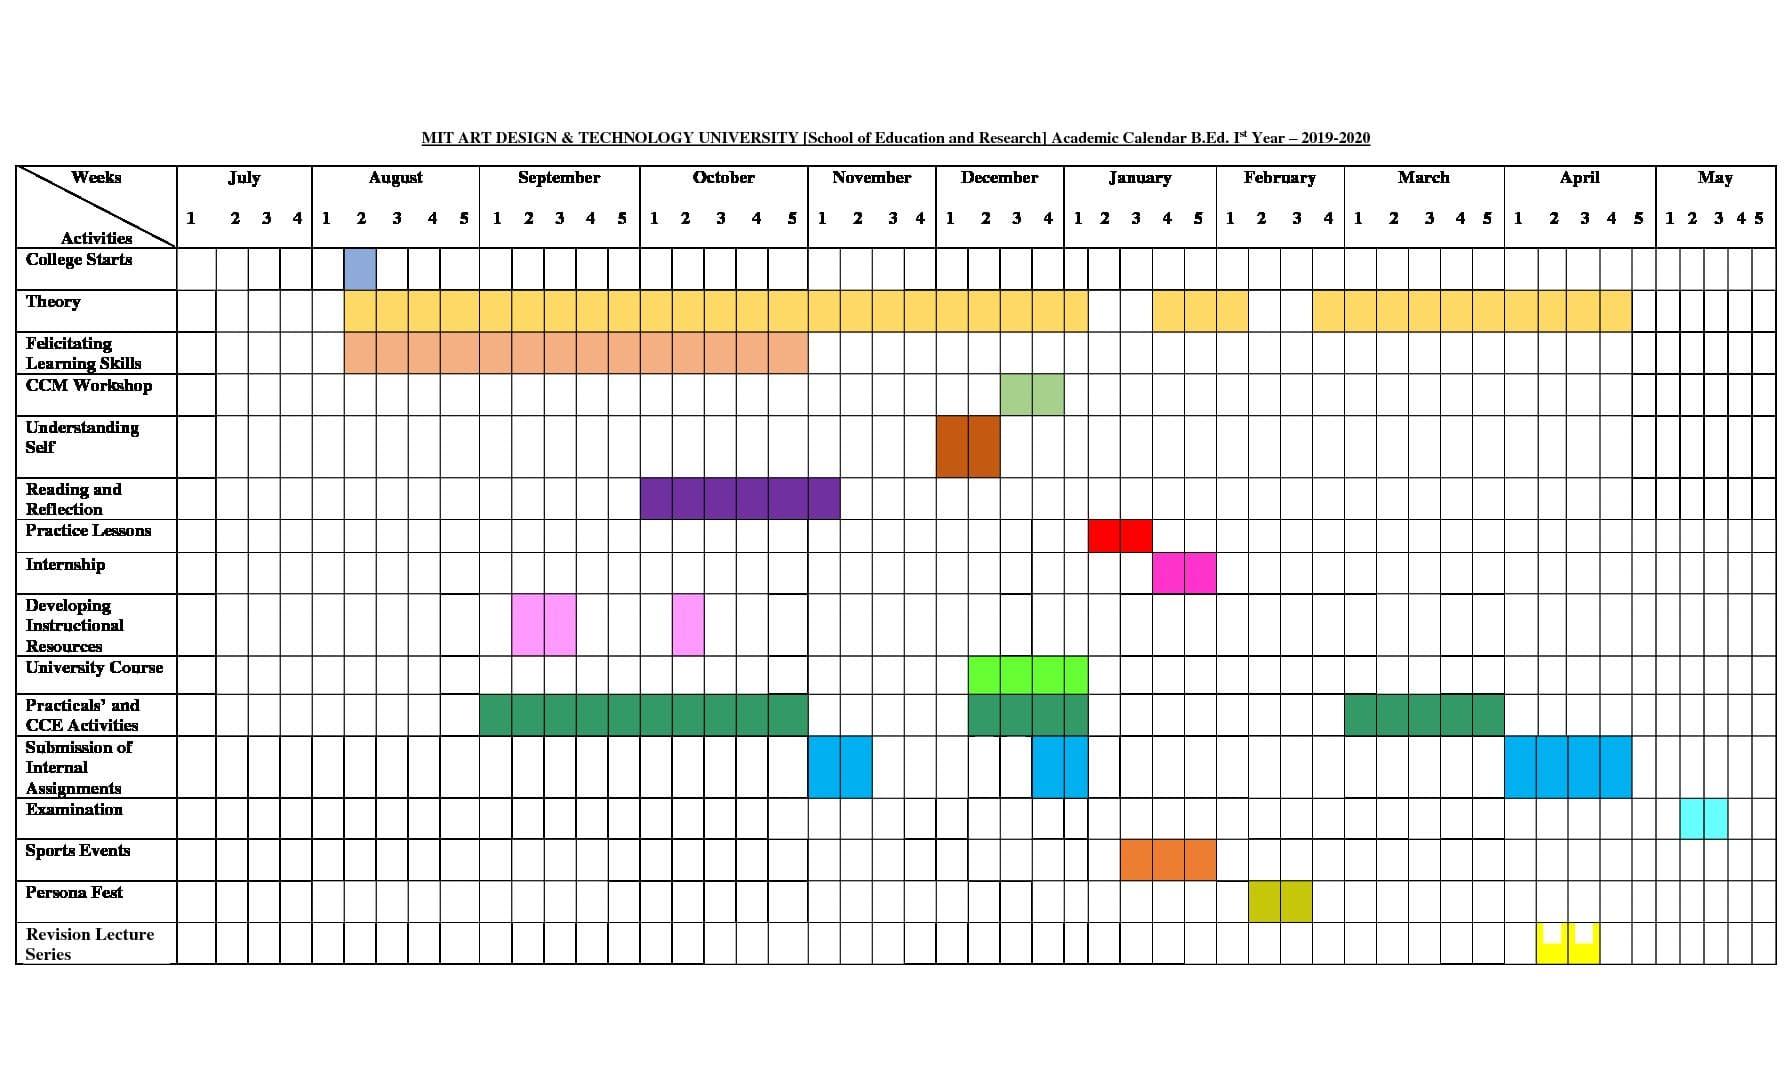 MIT ART DESIGN & TECHNOLOGY UNIVERSITY [School of Education and Research] Academic Calendar B.Ed. Ist Year – 2019-2020
Weeks
Activities
July August September October November December January February March April May
1 2 3 4 1 2 3 4 5 1 2 3 4 5 1 2 3 4 5 1 2 3 4 1 2 3 4 1 2 3 4 5 1 2 3 4 1 2 3 4 5 1 2 3 4 5 1 2 3 4 5
College Starts
Theory
Felicitating
Learning Skills
CCM Workshop
Understanding
Self
Reading and
Reflection
Practice Lessons
Internship
Developing
Instructional
Resources
University Course
Practicals’ and
CCE Activities
Submission of
Internal
Assignments
Examination
Sports Events
Persona Fest
Revision Lecture
Series